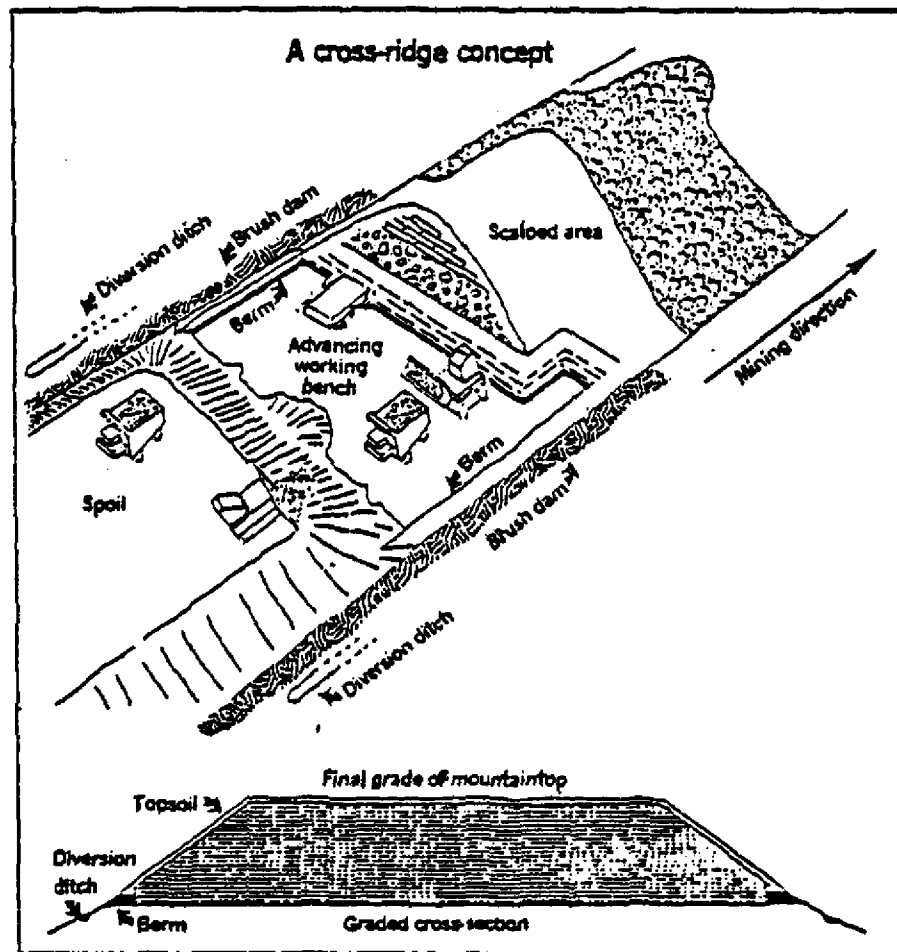 A cross-ridge concept
Brush dam
Diversion ditch
Scalped area
Berm
Mining direction
Advancing
working
bench
Berm
Spoil
Brush dam
Diversion ditch
Final grade of mountaintop
Topsoil
Diversion
ditch
Berm
Graded cross-section